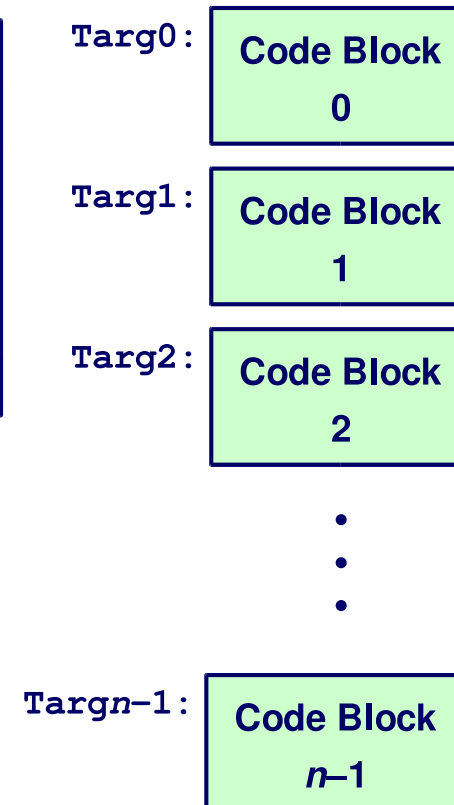 Targ0: Code Block
0
Targ1: Code Block
1
Targ2: Code Block
2
•
•
•
Targn–1: Code Block
n–1